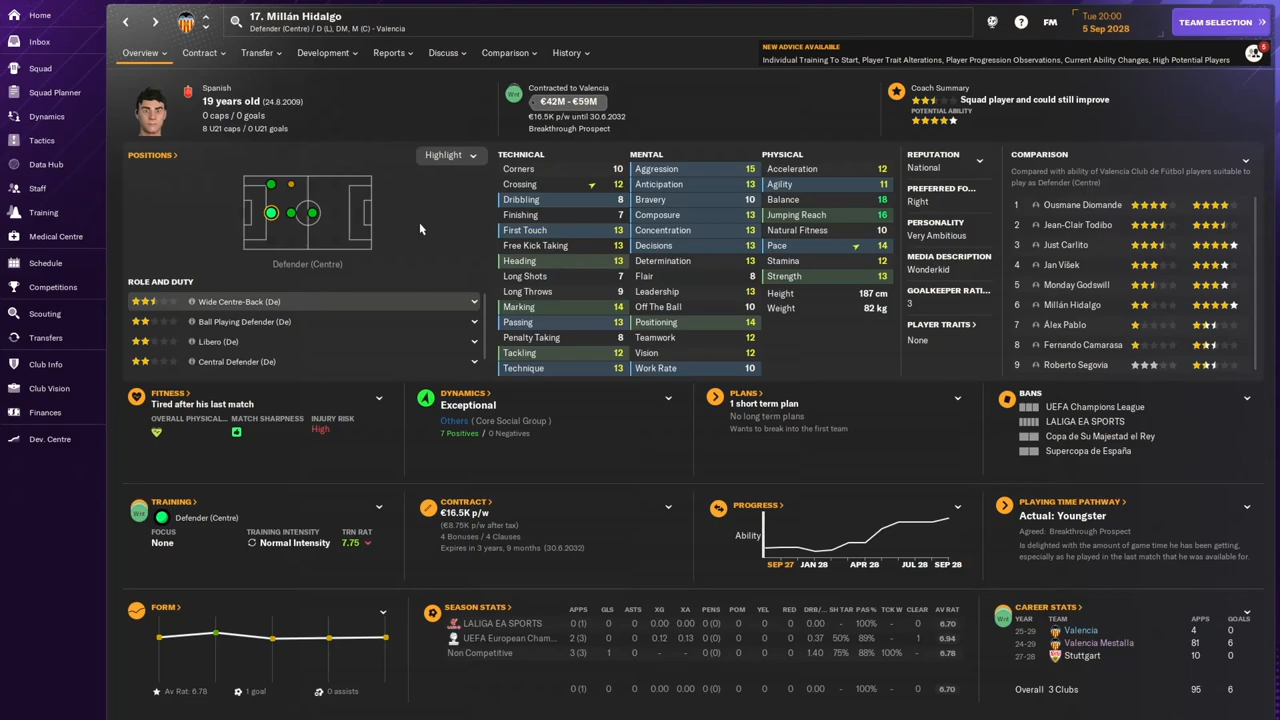 Home
Inbox
Squad
Squad Planner
Dynamics
Tactics
Data Hub
Staff
Training
Medical Centre
Schedule
Competitions
Scouting
Transfers
Club Info
Club Vision
Finances
Dev. Centre
17. Millán Hidalgo
Defender (Centre) / D (L), DM, M (C) - Valencia
FM
Tue 20:00
5 Sep 2028
TEAM SELECTION
Overview Contract Transfer Development Reports Discuss Comparison History
NEW ADVICE AVAILABLE
Individual Training To Start, Player Trait Alterations, Player Progression Observations, Current Ability Changes, High Potential Players
5
Spanish
19 years old (24.8.2009)
0 caps / 0 goals
8 U21 caps / 0 U21 goals
Wnt
Contracted to Valencia
€42M - €59M
€16.5K p/w until 30.6.2032
Breakthrough Prospect
Coach Summary
Squad player and could still improve
POTENTIAL ABILITY
POSITIONS
Highlight
Defender (Centre)
ROLE AND DUTY
Wide Centre-Back (De)
Ball Playing Defender (De)
Libero (De)
Central Defender (De)
TECHNICAL
Corners 10
Crossing 12
Dribbling 8
Finishing 7
First Touch 13
Free Kick Taking 13
Heading 13
Long Shots 7
Long Throws 9
Marking 14
Passing 13
Penalty Taking 8
Tackling 12
Technique 13
MENTAL
Aggression 15
Anticipation 13
Bravery 10
Composure 13
Concentration 13
Decisions 13
Determination 13
Flair 8
Leadership 13
Off The Ball 10
Positioning 14
Teamwork 12
Vision 12
Work Rate 10
PHYSICAL
Acceleration 12
Agility 11
Balance 18
Jumping Reach 16
Natural Fitness 10
Pace 14
Stamina 12
Strength 13
Height 187 cm
Weight 82 kg
REPUTATION
National
PREFERRED FO...
Right
PERSONALITY
Very Ambitious
MEDIA DESCRIPTION
Wonderkid
GOALKEEPER RATI...
3
PLAYER TRAITS
None
COMPARISON
Compared with ability of Valencia Club de Fútbol players suitable
to play as Defender (Centre)
1 Ousmane Diomande
2 Jean-Clair Todibo
3 Just Carlito
4 Jan Víšek
5 Monday Godswill
6 Millán Hidalgo
7 Álex Pablo
8 Fernando Camarasa
9 Roberto Segovia
FITNESS
Tired after his last match
OVERALL PHYSICAL... MATCH SHARPNESS INJURY RISK
High
DYNAMICS
Exceptional
Others ( Core Social Group )
7 Positives / 0 Negatives
PLANS
1 short term plan
No long term plans
Wants to break into the first team
BANS
UEFA Champions League
LALIGA EA SPORTS
Copa de Su Majestad el Rey
Supercopa de España
TRAINING
Wnt
Defender (Centre)
FOCUS TRAINING INTENSITY TRN RAT
None Normal Intensity 7.75
CONTRACT
€16.5K p/w
(€8.75K p/w after tax)
4 Bonuses / 4 Clauses
Expires in 3 years, 9 months (30.6.2032)
PROGRESS
Ability
SEP 27 JAN 28 APR 28 JUL 28 SEP 28
PLAYING TIME PATHWAY
Actual: Youngster
Agreed: Breakthrough Prospect
Is delighted with the amount of game time he has been getting,
especially as he played in the last match that he was available for.
FORM
Av Rat: 6.78 1 goal 0 assists
SEASON STATS APPS GLS ASTS XG XA PENS POM YEL RED DRB/... SH TAR PAS % TCK W CLEAR AV RAT
LALIGA EA SPORTS 0 (1) 0 0 0.00 0.00 0 (0) 0 0 0 0.00 - 100% - 0 6.70
UEFA European Cham... 2 (3) 0 0 0.12 0.13 0 (0) 0 0 0 0.37 50% 89% - 1 6.94
Non Competitive 3 (3) 1 0 - - 0 (0) 0 0 0 1.40 75% 88% 100% - 6.78
0 (1) 0 0 0.00 0.00 0 (0) 0 0 0 0.00 - 100% - 0 6.70
CAREER STATS
Wnt
YEAR TEAM APPS GOALS
25-29 Valencia 4 0
24-29 Valencia Mestalla 81 6
27-28 Stuttgart 10 0
Overall 3 Clubs 95 6